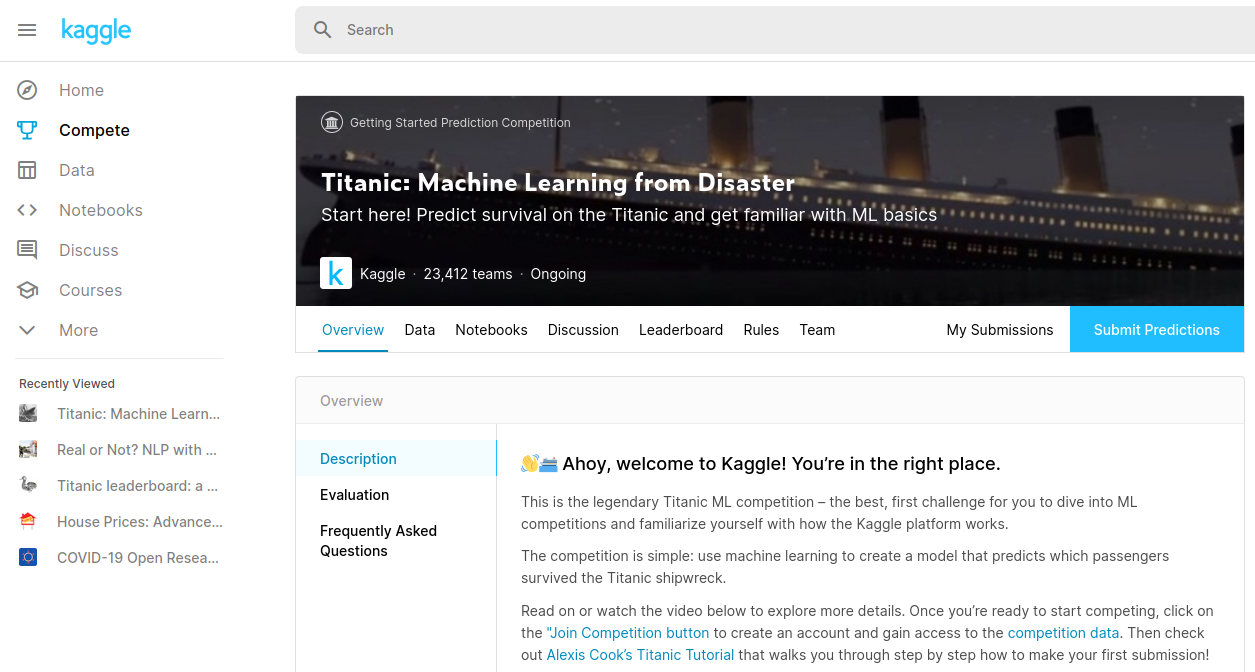 kaggle
Search
Home
Compete
Data
Notebooks
Discuss
Courses
More
Recently Viewed
Titanic: Machine Learn...
Real or Not? NLP with ...
Titanic leaderboard: a ...
House Prices: Advance...
COVID-19 Open Resea...
Getting Started Prediction Competition
Titanic: Machine Learning from Disaster
Start here! Predict survival on the Titanic and get familiar with ML basics
k Kaggle · 23,412 teams · Ongoing
Overview Data Notebooks Discussion Leaderboard Rules Team My Submissions Submit Predictions
Overview
Description
Evaluation
Frequently Asked
Questions
👋🛳️ Ahoy, welcome to Kaggle! You’re in the right place.
This is the legendary Titanic ML competition – the best, first challenge for you to dive into ML
competitions and familiarize yourself with how the Kaggle platform works.
The competition is simple: use machine learning to create a model that predicts which passengers
survived the Titanic shipwreck.
Read on or watch the video below to explore more details. Once you’re ready to start competing, click on
the "Join Competition button to create an account and gain access to the competition data. Then check
out Alexis Cook’s Titanic Tutorial that walks you through step by step how to make your first submission!